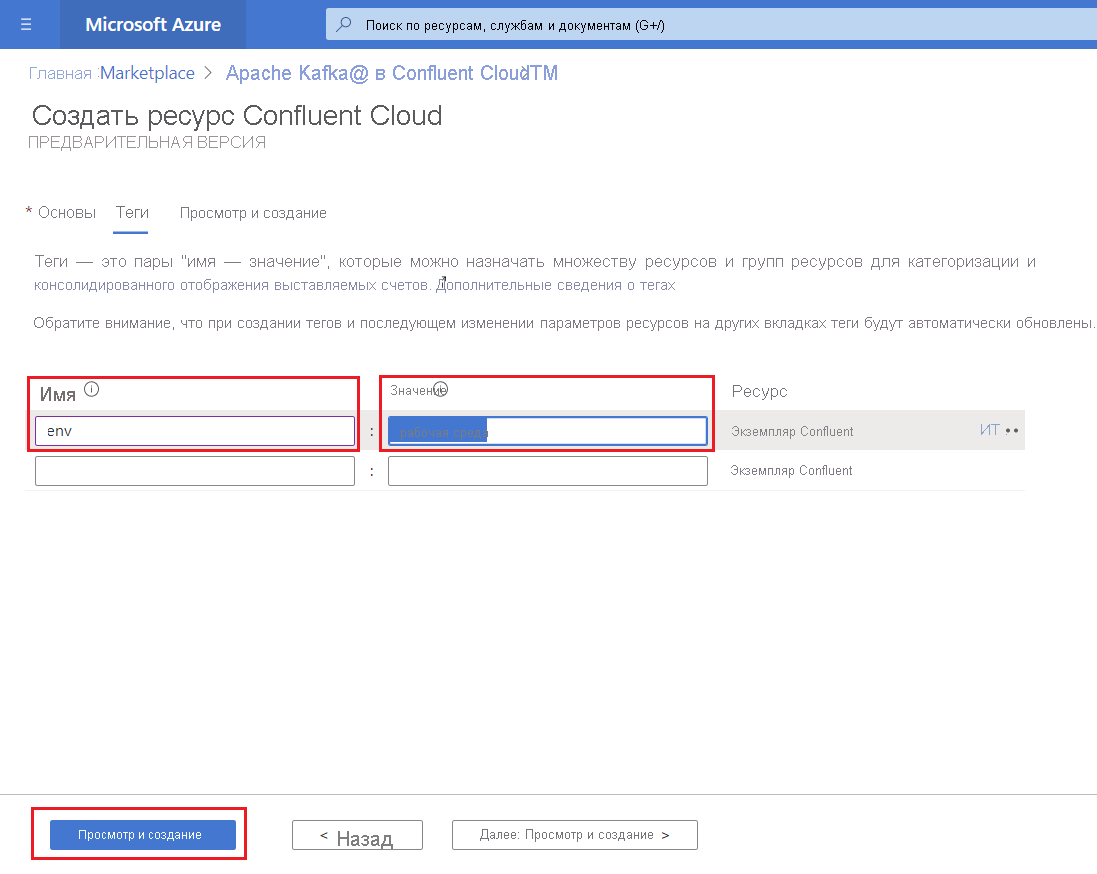 Microsoft Azure
Поиск по ресурсам, службам и документам (G+/)
Главная Marketplace > Apache Kafka@ в Confluent CloudTM
Создать ресурс Confluent Cloud
ПРЕДВАРИТЕЛЬНАЯ ВЕРСИЯ
* Основы Теги Просмотр и создание
Теги — это пары "имя — значение", которые можно назначать множеству ресурсов и групп ресурсов для категоризации и
консолидированного отображения выставляемых счетов. Дополнительные сведения о тегах
Обратите внимание, что при создании тегов и последующем изменении параметров ресурсов на других вкладках теги будут автоматически обновлены.
Имя Значение Ресурс
env : рабочая среда Экземпляр Confluent ИТ ••
: Экземпляр Confluent
Просмотр и создание < Назад Далее: Просмотр и создание >